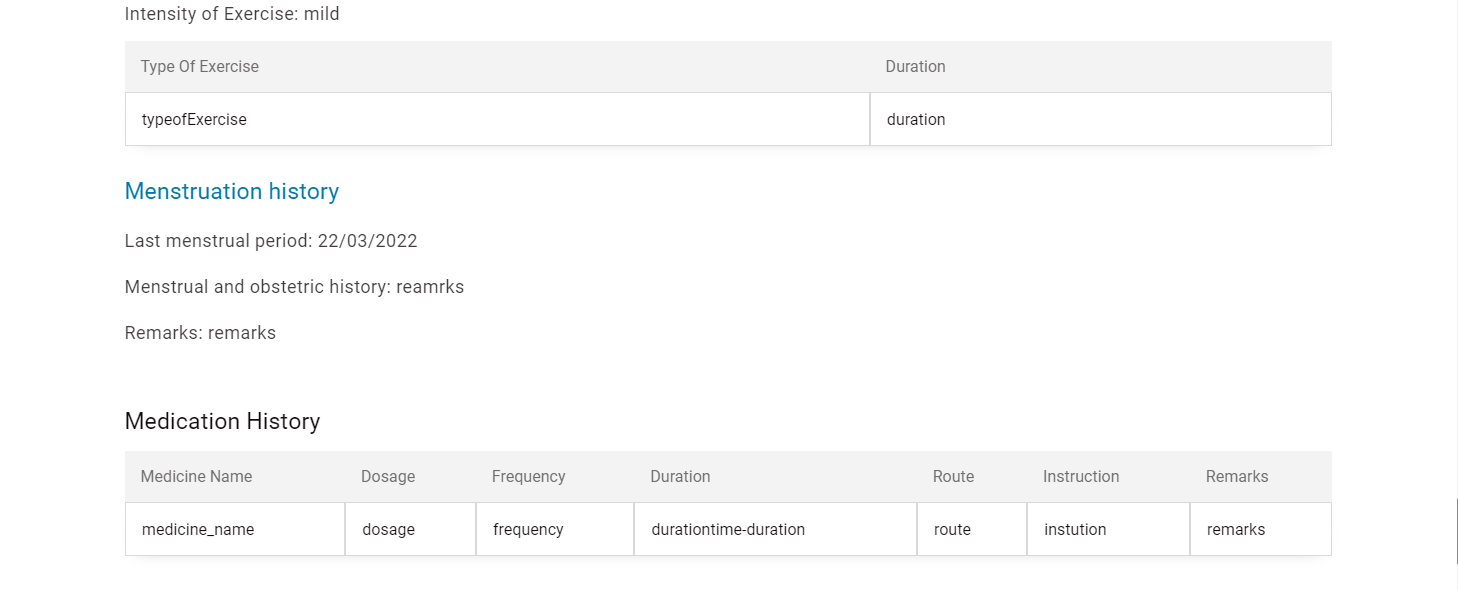 Intensity of Exercise: mild
Type Of Exercise Duration
typeofExercise duration
Menstruation history
Last menstrual period: 22/03/2022
Menstrual and obstetric history: reamrks
Remarks: remarks
Medication History
Medicine Name Dosage Frequency Duration Route Instruction Remarks
medicine_name dosage frequency durationtime-duration route instution remarks